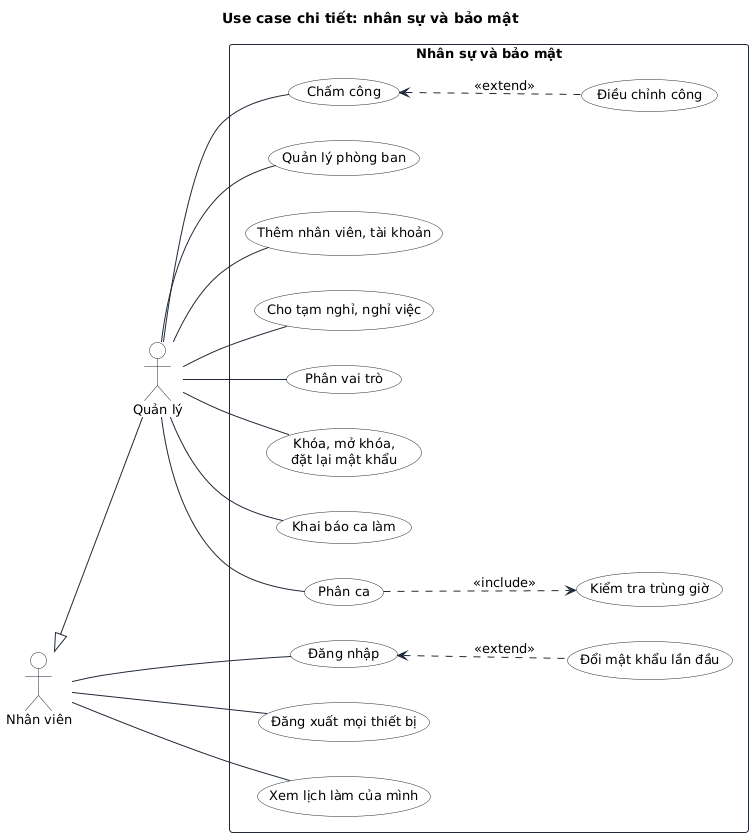 Use case chi tiết: nhân sự và bảo mật
Nhân sự và bảo mật
Chấm công
«extend»
Điều chỉnh công
Quản lý phòng ban
Thêm nhân viên, tài khoản
Cho tạm nghỉ, nghỉ việc
Phân vai trò
Quản lý
Khóa, mở khóa,
đặt lại mật khẩu
Khai báo ca làm
Phân ca
«include»
Kiểm tra trùng giờ
Đăng nhập
«extend»
Đổi mật khẩu lần đầu
Nhân viên
Đăng xuất mọi thiết bị
Xem lịch làm của mình